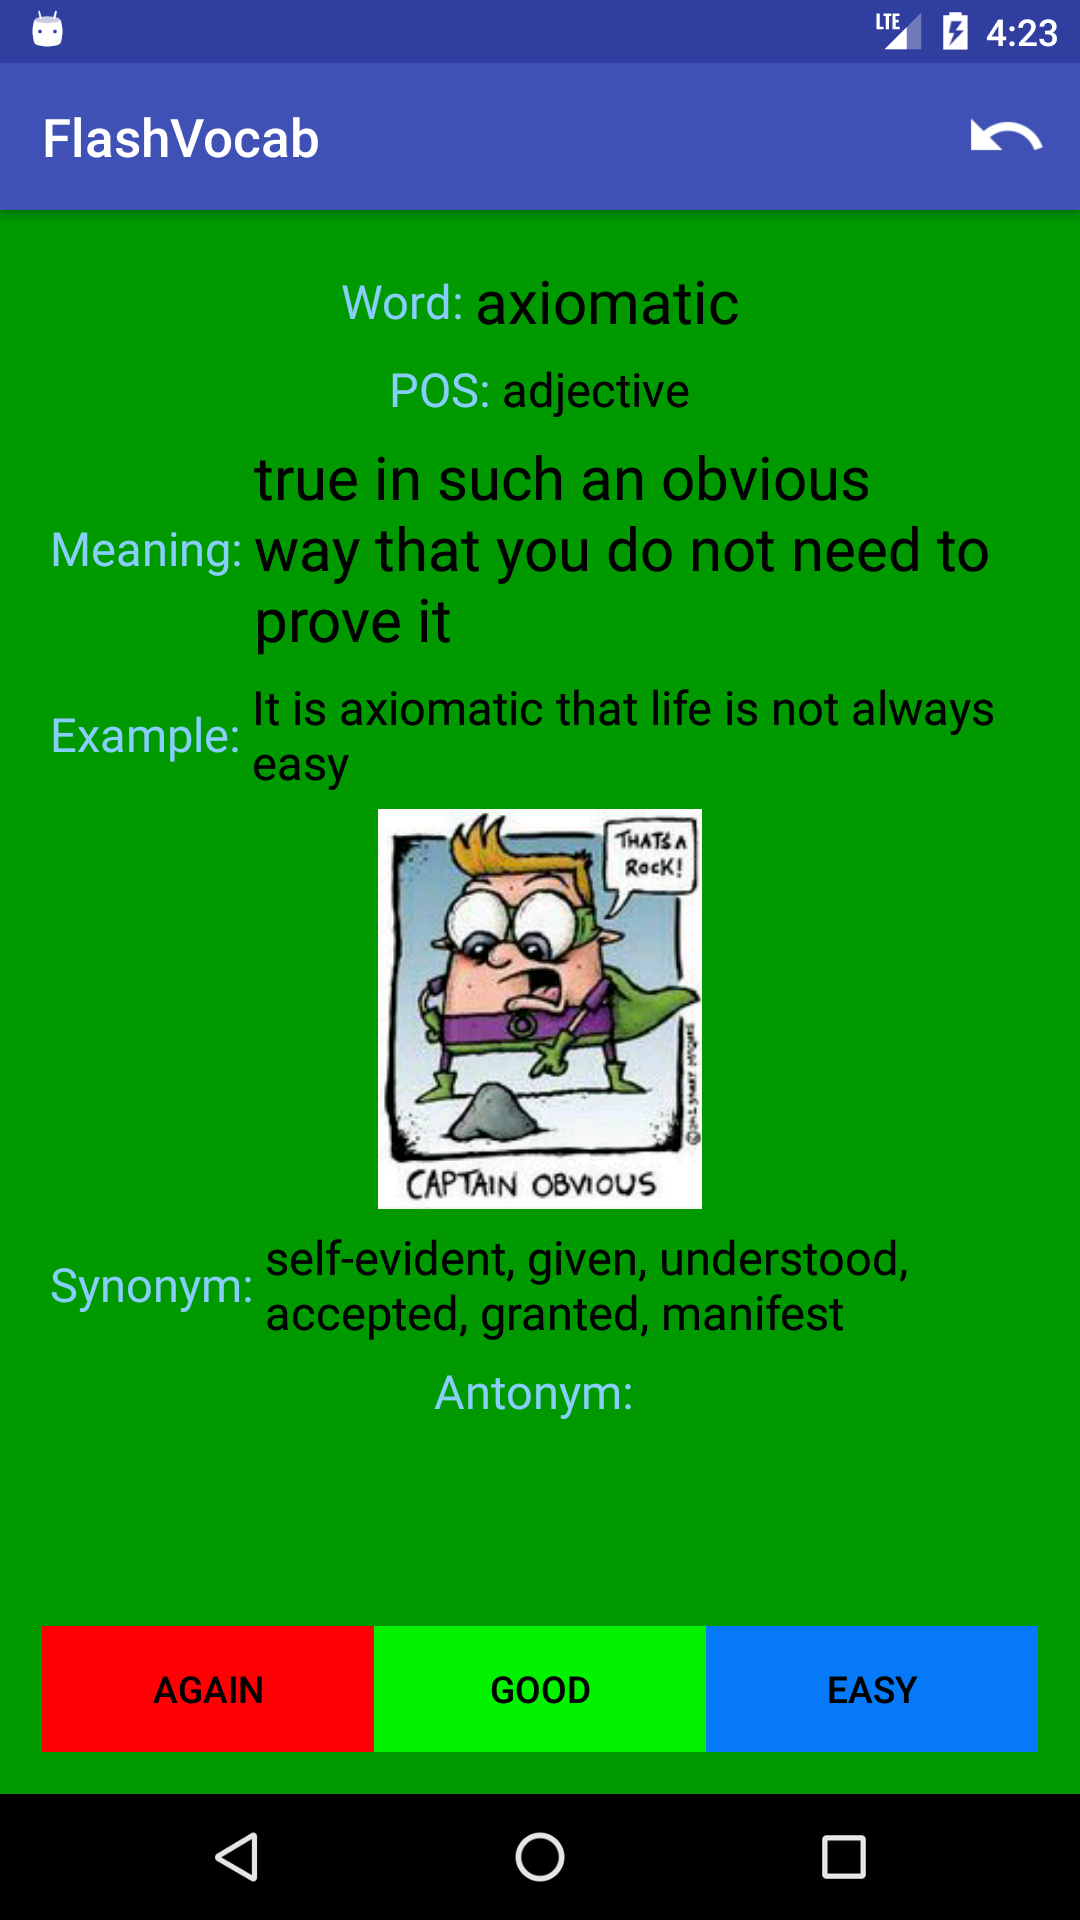 LTE 4:23
FlashVocab
Word: axiomatic
POS: adjective
Meaning: true in such an obvious
way that you do not need to
prove it
Example: It is axiomatic that life is not always
easy
THAT'S A
ROCK!
CAPTAIN OBVIOUS
Synonym: self-evident, given, understood,
accepted, granted, manifest
Antonym:
AGAIN GOOD EASY